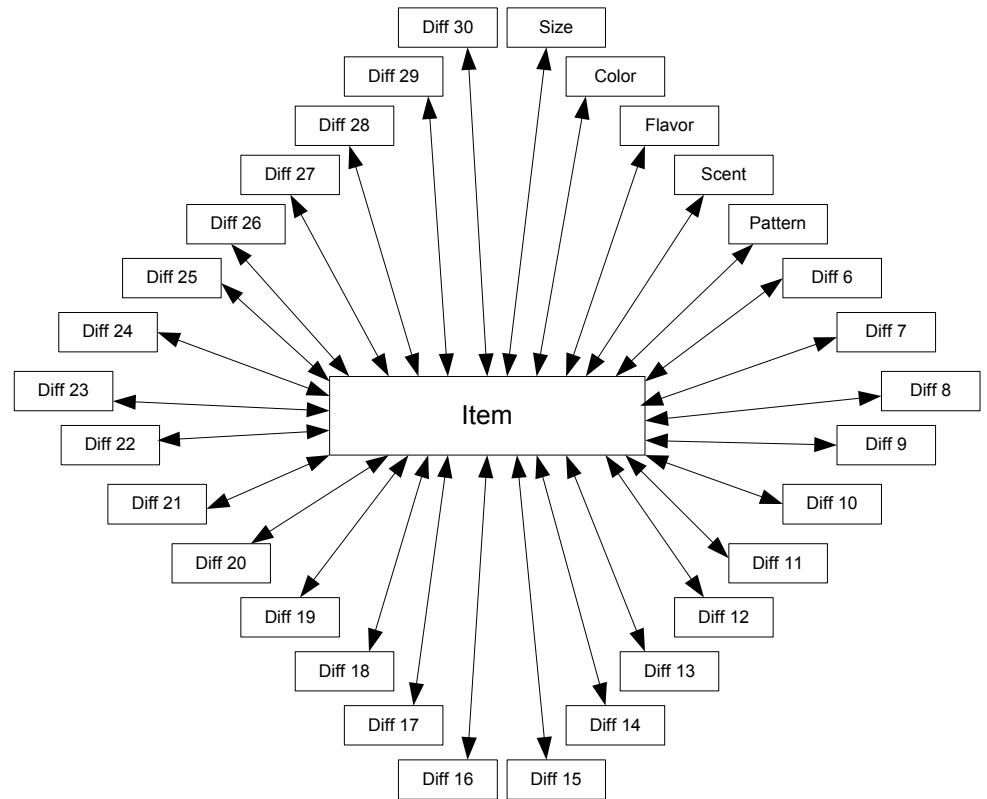 Diff 30
Size
Diff 29
Color
Diff 28
Flavor
Diff 27
Scent
Diff 26
Pattern
Diff 25
Diff 6
Diff 24
Diff 7
Diff 23
Diff 8
Item
Diff 22
Diff 9
Diff 21
Diff 10
Diff 20
Diff 11
Diff 19
Diff 12
Diff 18
Diff 13
Diff 17
Diff 14
Diff 16
Diff 15